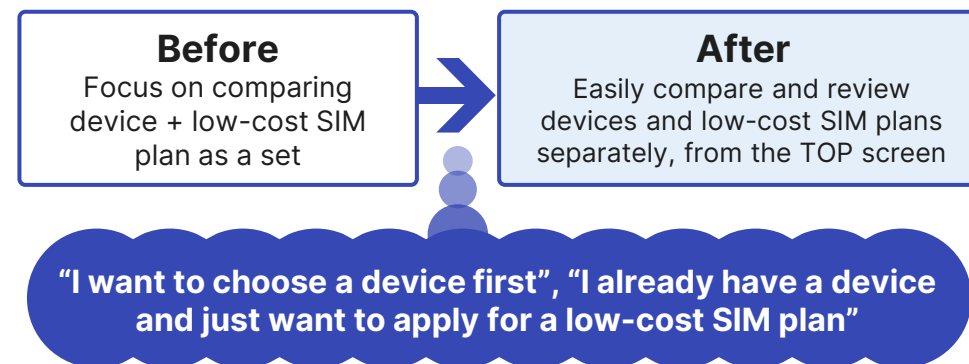 Before
Focus on comparing
device + low-cost SIM
plan as a set
After
Easily compare and review
devices and low-cost SIM plans
separately, from the TOP screen
“I want to choose a device first”, “I already have a device
and just want to apply for a low-cost SIM plan”